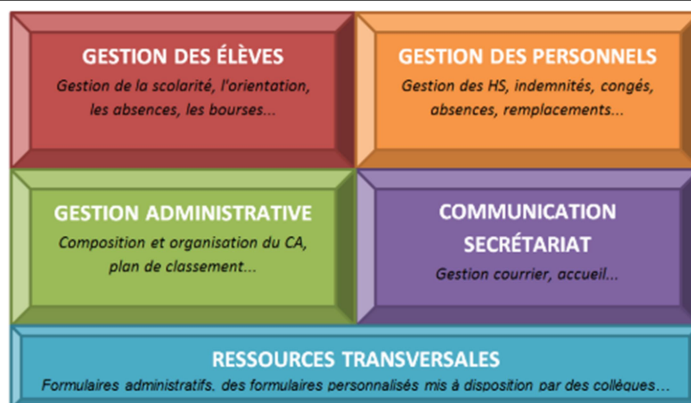 GESTION DES ÉLÈVES
Gestion de la scolarité, l'orientation,
les absences, les bourses...
GESTION DES PERSONNELS
Gestion des HS, indemnités, congés,
absences, remplacements...
GESTION ADMINISTRATIVE
Composition et organisation du CA,
plan de classement...
COMMUNICATION
SECRÉTARIAT
Gestion courrier, accueil...
RESSOURCES TRANSVERSALES
Formulaires administratifs, des formulaires personnalisés mis à disposition par des collègues...